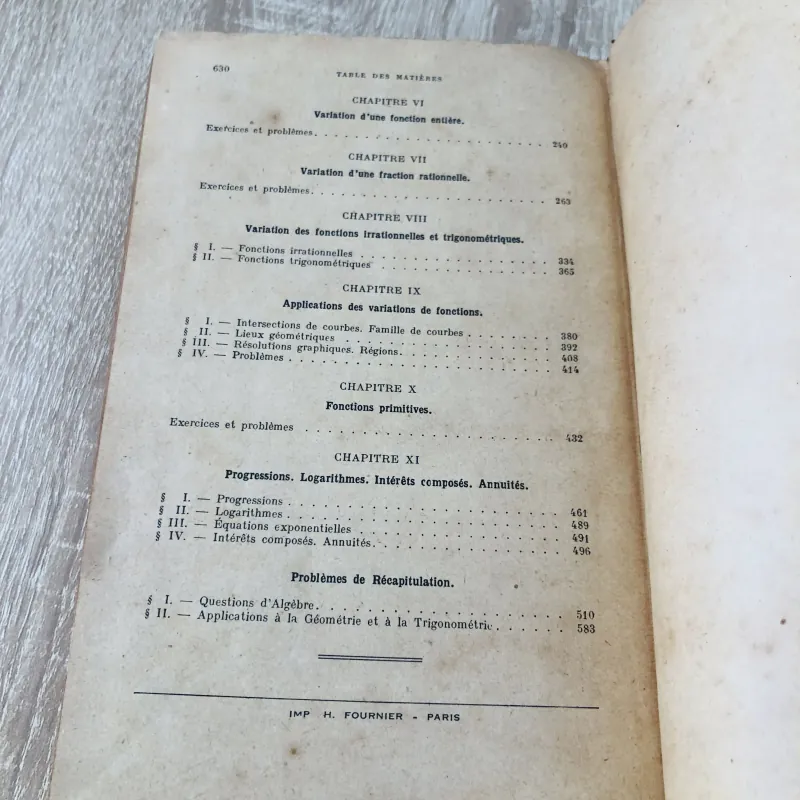 630
TABLE DES MATIÈRES
CHAPITRE VI
Variation d'une fonction entière.
Exercices et problèmes. . . . . . . . . . . . . . . . . . . . . . . 240
CHAPITRE VII
Variation d'une fraction rationnelle.
Exercices et problèmes. . . . . . . . . . . . . . . . . . . . . . . 263
CHAPITRE VIII
Variation des fonctions irrationnelles et trigonométriques.
§ I. — Fonctions irrationnelles . . . . . . . . . . . . . . . . . 334
§ II. — Fonctions trigonométriques . . . . . . . . . . . . . . . 365
CHAPITRE IX
Applications des variations de fonctions.
§ I. — Intersections de courbes. Famille de courbes . . . . . . . . 380
§ II. — Lieux géométriques . . . . . . . . . . . . . . . . . . 392
§ III. — Résolutions graphiques. Régions. . . . . . . . . . . . . . 408
§ IV. — Problèmes . . . . . . . . . . . . . . . . . . . . . . 414
CHAPITRE X
Fonctions primitives.
Exercices et problèmes . . . . . . . . . . . . . . . . . . . . . 432
CHAPITRE XI
Progressions. Logarithmes. Intérêts composés. Annuités.
§ I. — Progressions . . . . . . . . . . . . . . . . . . . . . . 461
§ II. — Logarithmes . . . . . . . . . . . . . . . . . . . . . . 489
§ III. — Équations exponentielles . . . . . . . . . . . . . . . . . 491
§ IV. — Intérêts composés. Annuités. . . . . . . . . . . . . . . . 496
Problèmes de Récapitulation.
§ I. — Questions d'Algèbre. . . . . . . . . . . . . . . . . . . . 510
§ II. — Applications à la Géométrie et à la Trigonométrie . . . . . . 583
IMP H. FOURNIER - PARIS